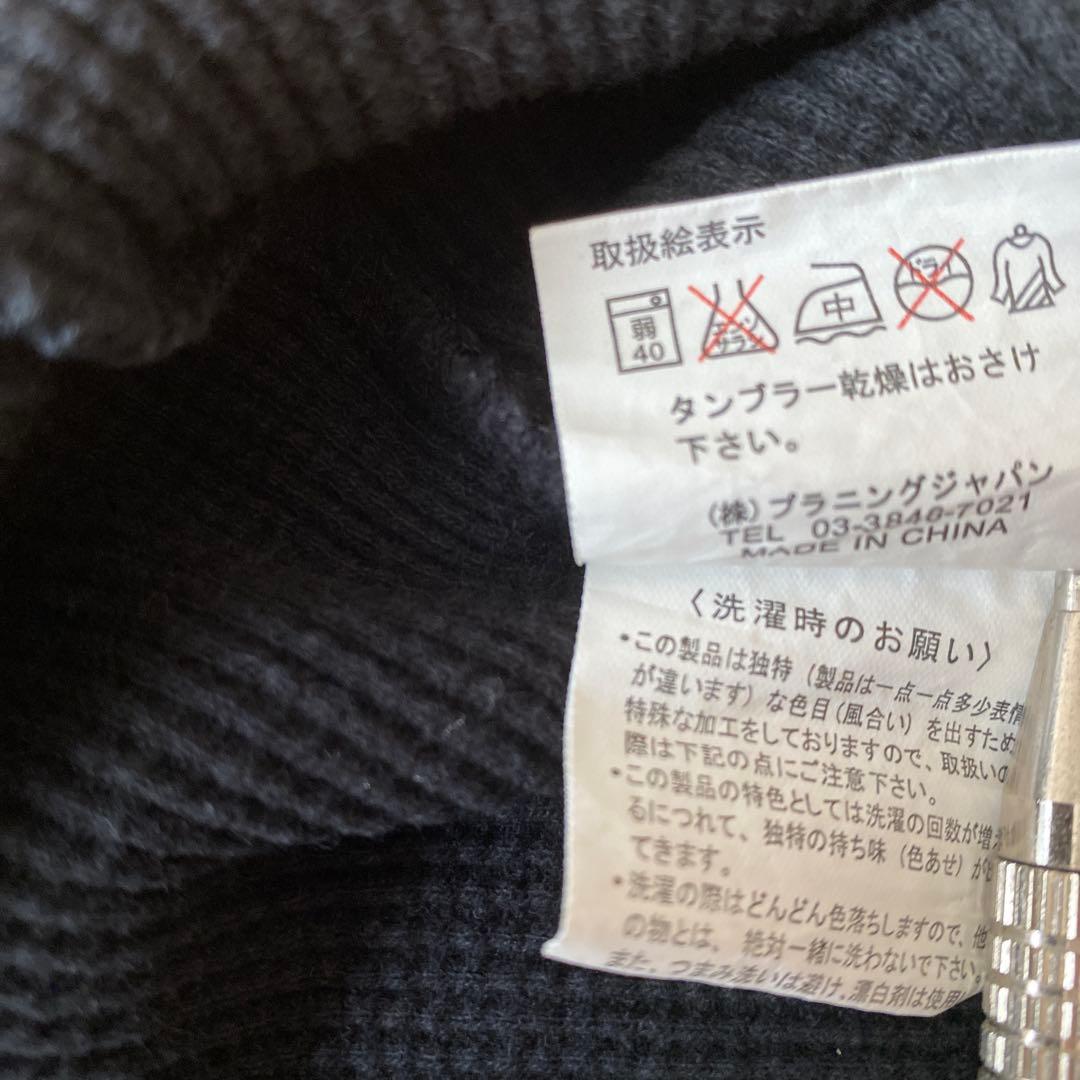 取扱絵表示
弱
40
エンソ
サラシ
中
ドライ
タンブラー乾燥はおさけ
下さい。
(株)プラニングジャパン
TEL 03-3846-7021
MADE IN CHINA
〈洗濯時のお願い〉
•この製品は独特(製品は一点一点多少表情
が違います)な色目(風合い)を出すため
特殊な加工をしておりますので、取扱いの
際は下記の点にご注意下さい。
•この製品の特色としては洗濯の回数が増え
るにつれて、独特の持ち味(色あせ)が
てきます。
•洗濯の際はどんどん色落ちしますので、他
の物とは、絶対一緒に洗わないで下さい。
また、つまみ洗いは避け、漂白剤は使用